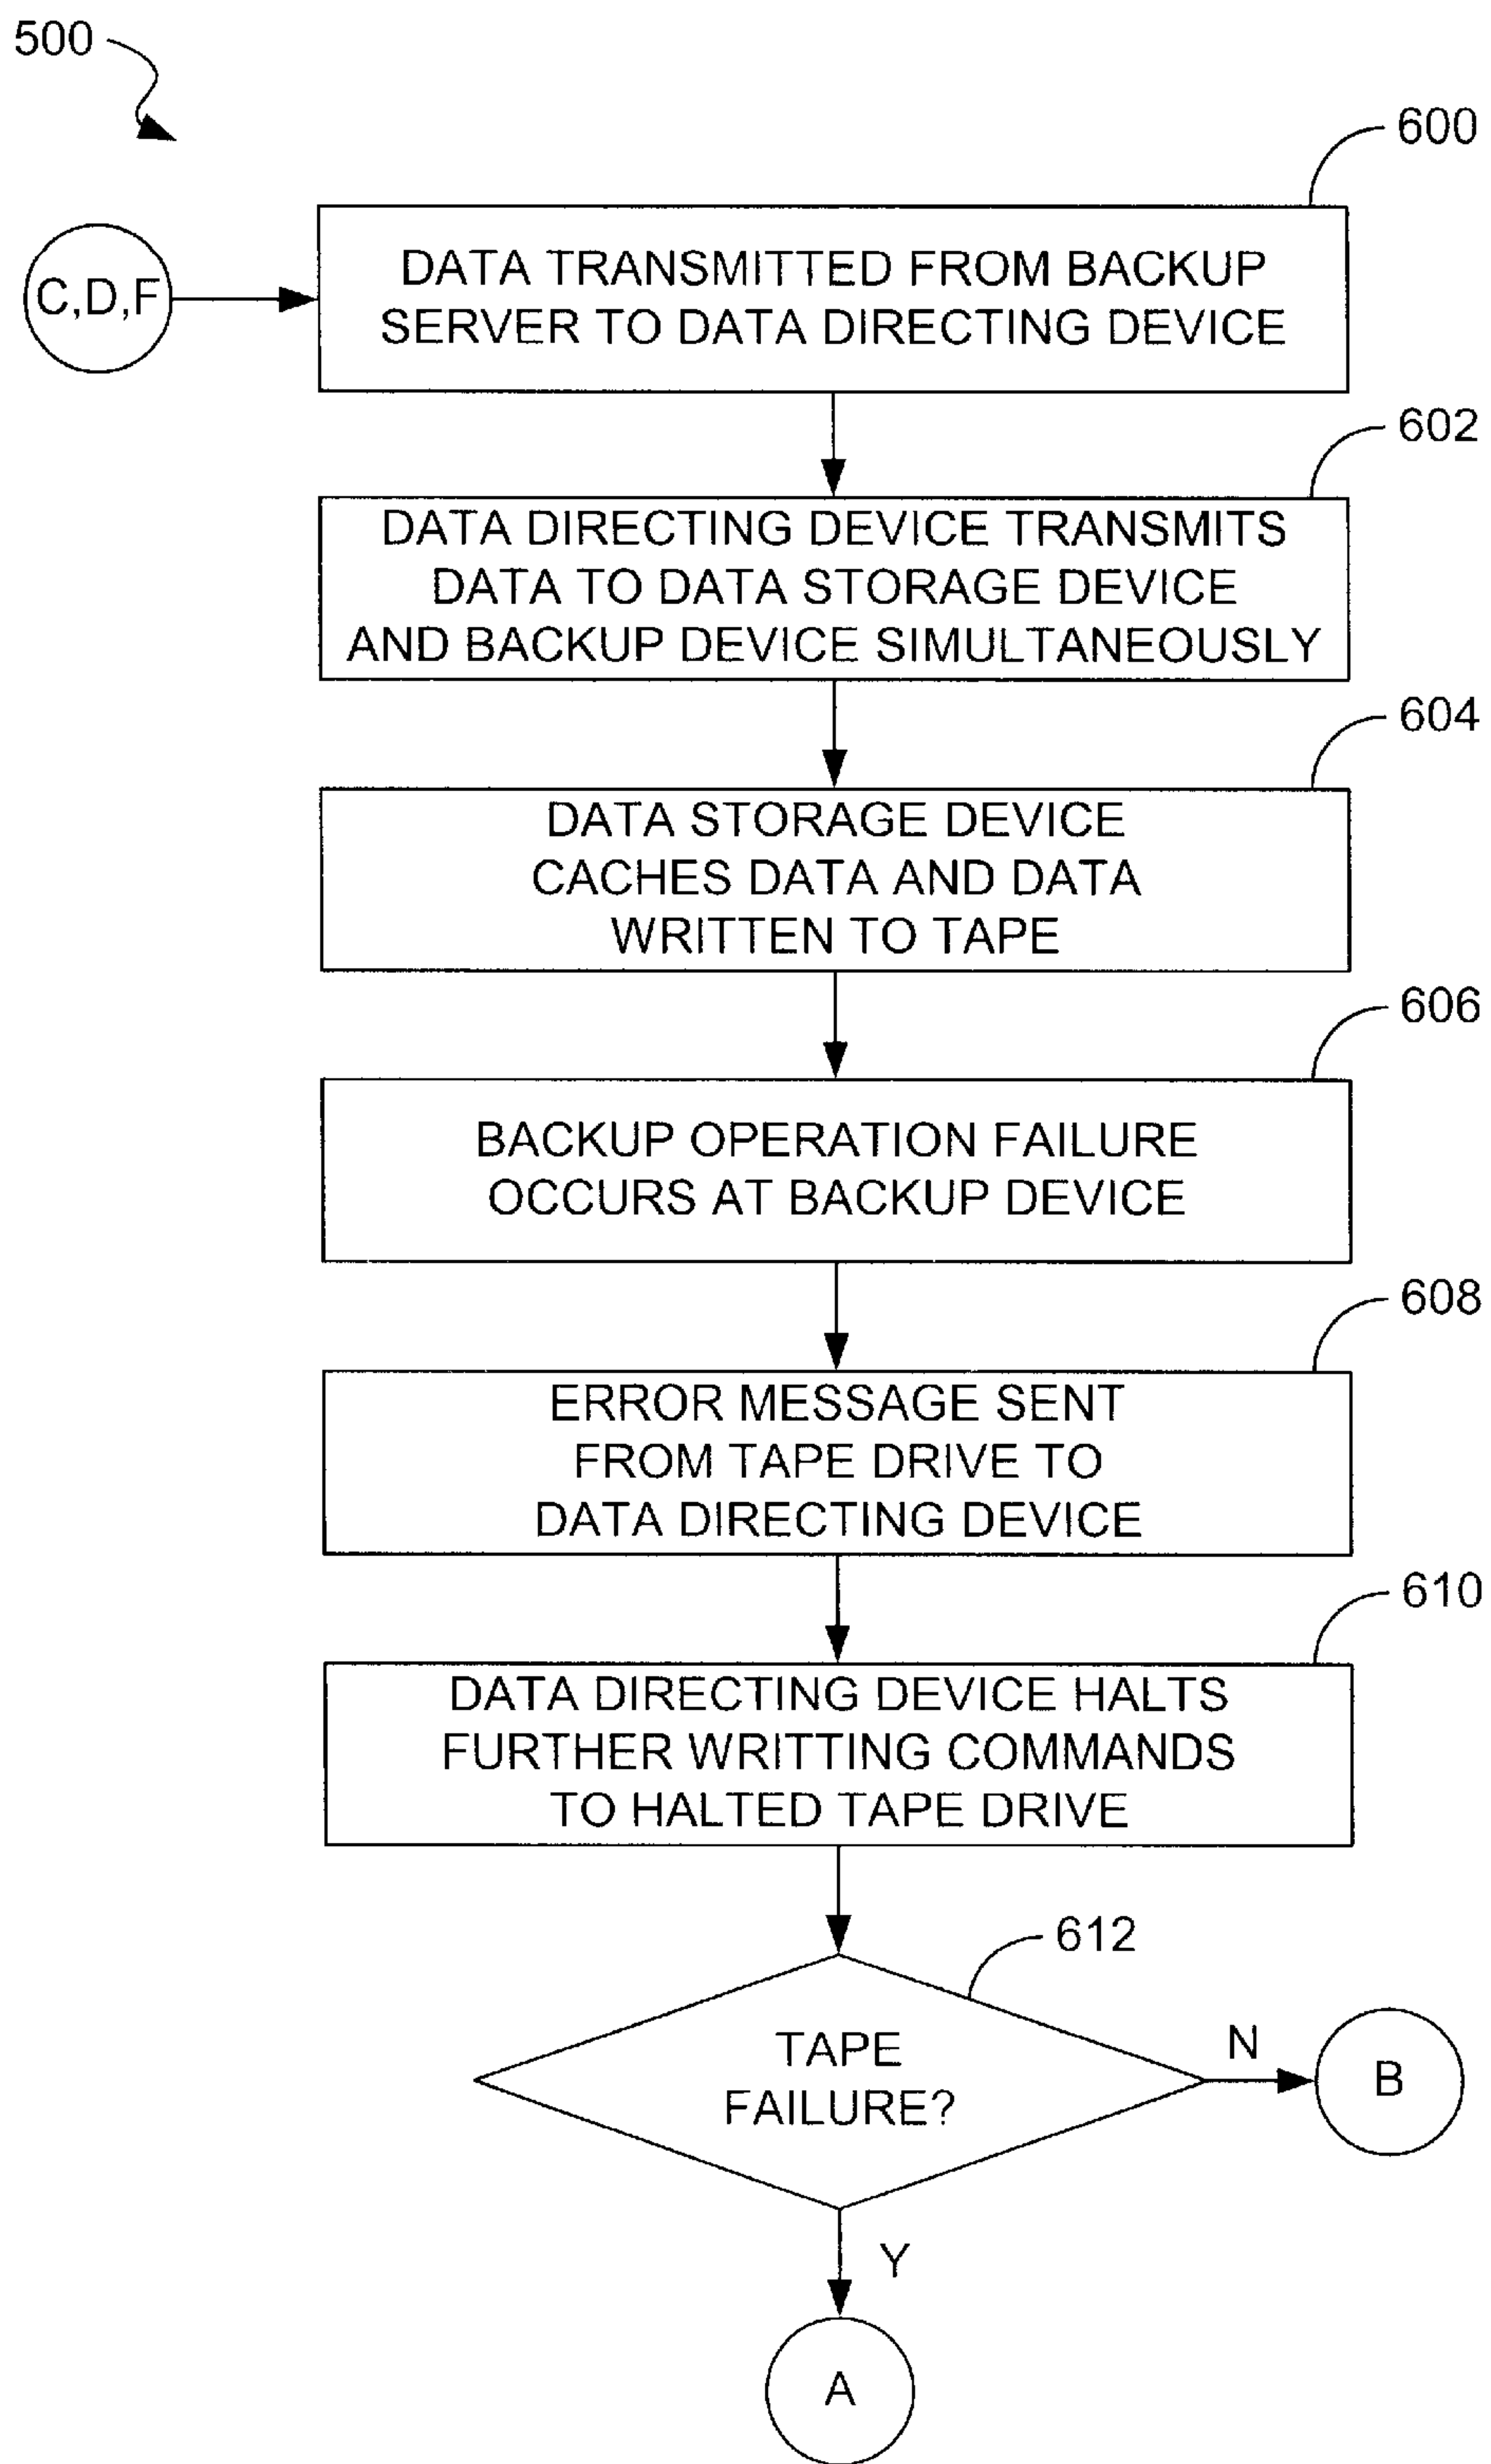 500
600
C,D,F
DATA TRANSMITTED FROM BACKUP
SERVER TO DATA DIRECTING DEVICE
602
DATA DIRECTING DEVICE TRANSMITS
DATA TO DATA STORAGE DEVICE
AND BACKUP DEVICE SIMULTANEOUSLY
604
DATA STORAGE DEVICE
CACHES DATA AND DATA
WRITTEN TO TAPE
606
BACKUP OPERATION FAILURE
OCCURS AT BACKUP DEVICE
608
ERROR MESSAGE SENT
FROM TAPE DRIVE TO
DATA DIRECTING DEVICE
610
DATA DIRECTING DEVICE HALTS
FURTHER WRITTING COMMANDS
TO HALTED TAPE DRIVE
612
TAPE
FAILURE?
N
B
Y
A